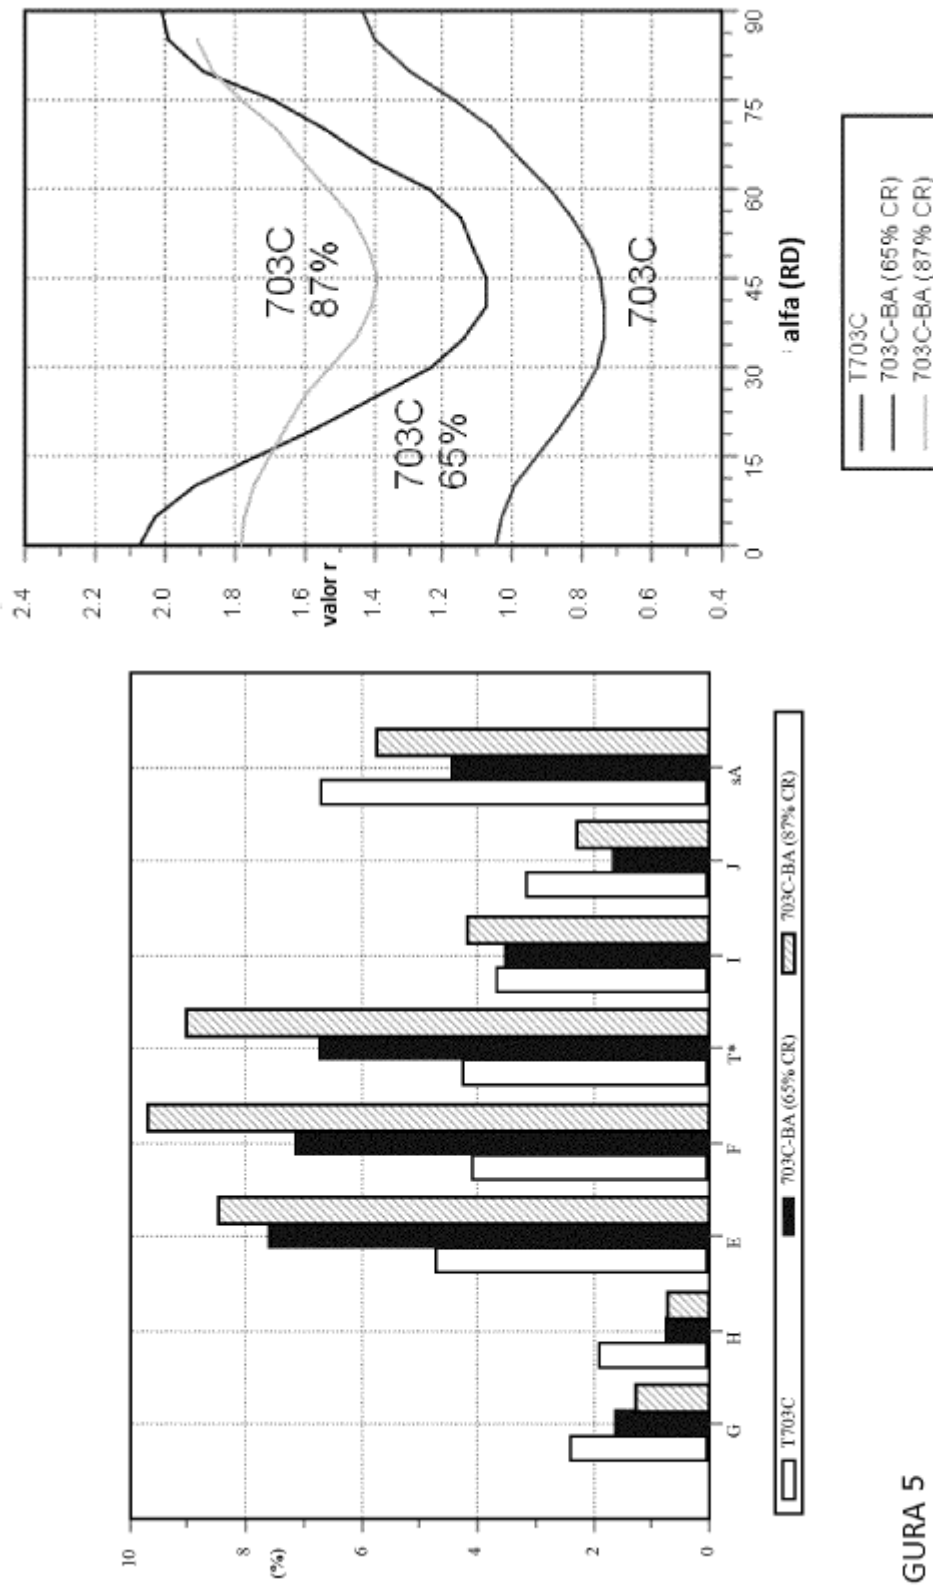 10
(%)
8
6
4
2
0
G
H
E
F
T*
I
J
sA
T703C
703C-BA (65% CR)
703C-BA (87% CR)
2.4
2.2
2.0
1.8
1.6
valor r
1.4
1.2
1.0
0.8
0.6
0.4
703C
87%
703C
65%
703C
0
15
30
45
60
75
90
alfa (RD)
T703C
703C-BA (65% CR)
703C-BA (87% CR)
GURA 5